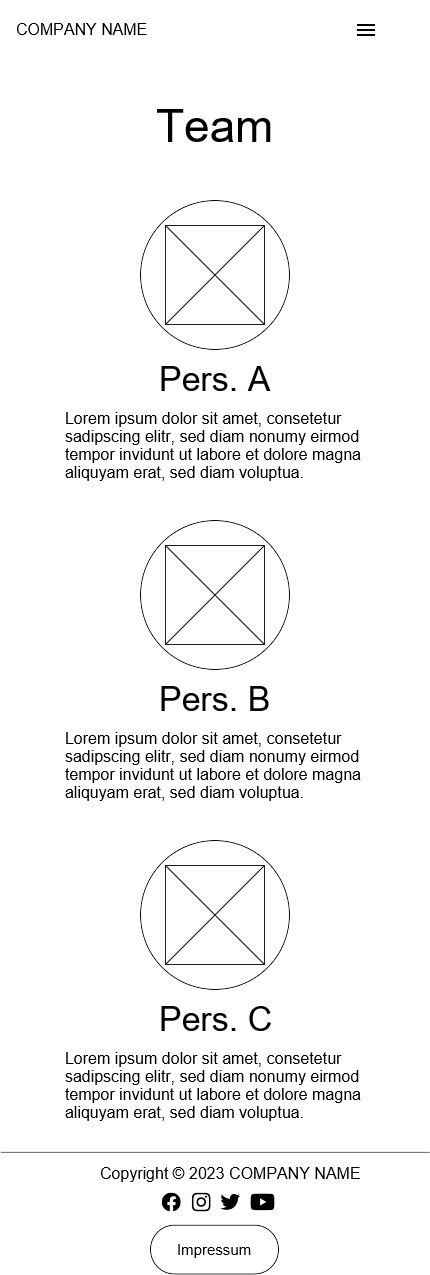 COMPANY NAME
Team
Pers. A
Lorem ipsum dolor sit amet, consetetur
sadipscing elitr, sed diam nonumy eirmod
tempor invidunt ut labore et dolore magna
aliquyam erat, sed diam voluptua.
Pers. B
Lorem ipsum dolor sit amet, consetetur
sadipscing elitr, sed diam nonumy eirmod
tempor invidunt ut labore et dolore magna
aliquyam erat, sed diam voluptua.
Pers. C
Lorem ipsum dolor sit amet, consetetur
sadipscing elitr, sed diam nonumy eirmod
tempor invidunt ut labore et dolore magna
aliquyam erat, sed diam voluptua.
Copyright © 2023 COMPANY NAME
Impressum